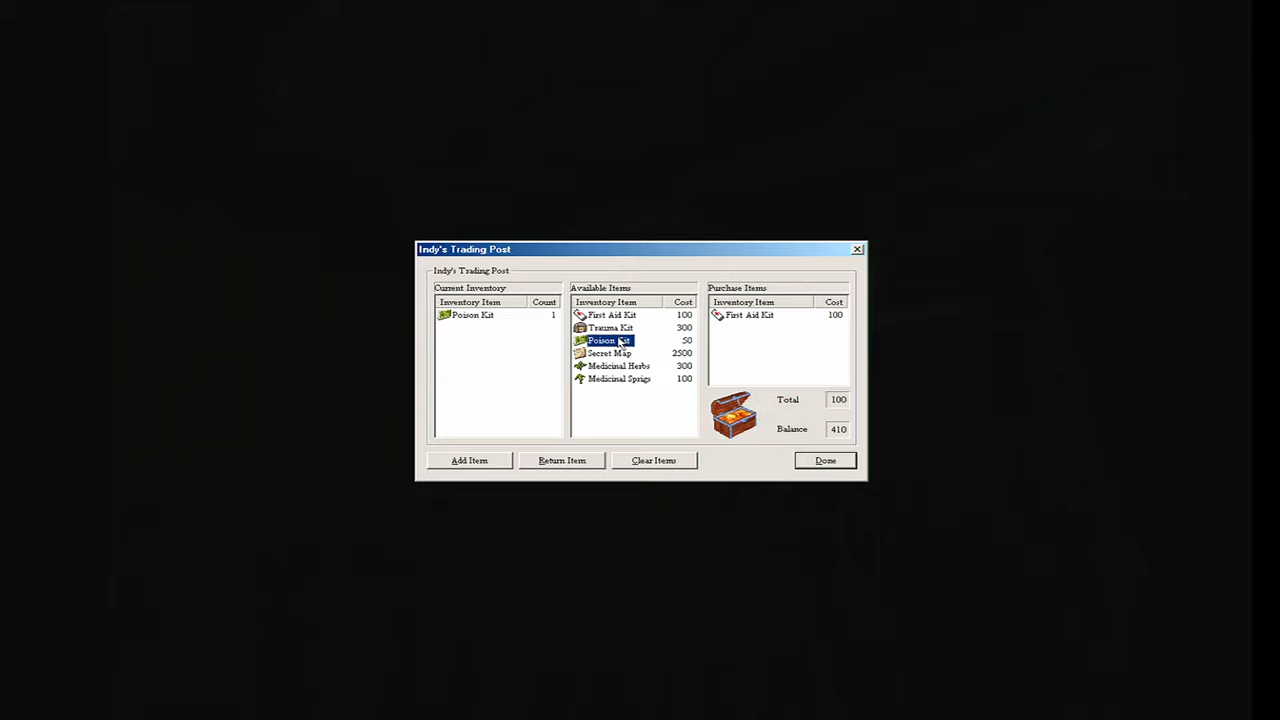 Indy's Trading Post
Indy's Trading Post
Current Inventory
Inventory Item Count
Poison Kit 1
Available Items
Inventory Item Cost
First Aid Kit 100
Trauma Kit 300
Poison Kit 50
Secret Map 2500
Medicinal Herbs 300
Medicinal Sprigs 100
Purchase Items
Inventory Item Cost
First Aid Kit 100
Total 100
Balance 410
Add Item Return Item Clear Items Done